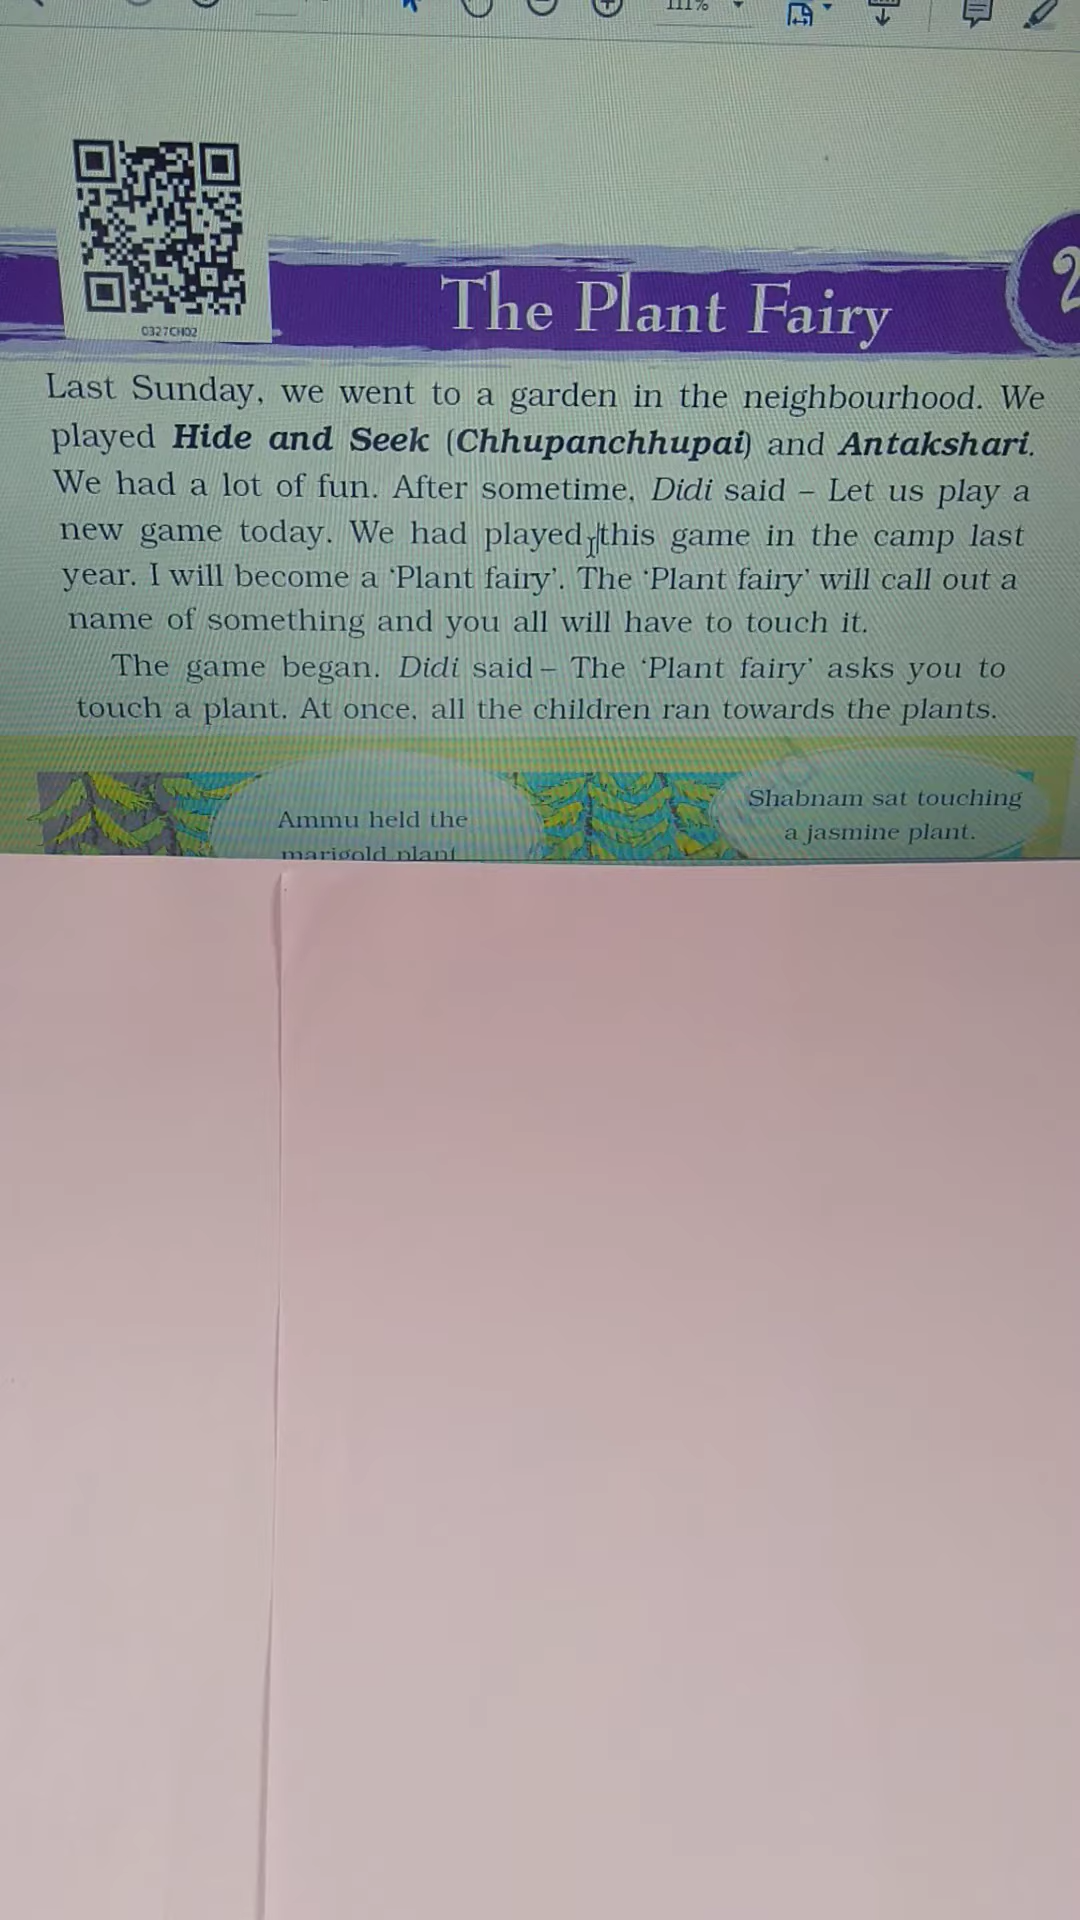 111%
0327CH02
The Plant Fairy
2
Last Sunday, we went to a garden in the neighbourhood. We
played Hide and Seek (Chhupanchhupai) and Antakshari.
We had a lot of fun. After sometime, Didi said – Let us play a
new game today. We had played this game in the camp last
year. I will become a ‘Plant fairy’. The ‘Plant fairy’ will call out a
name of something and you all will have to touch it.
The game began. Didi said – The ‘Plant fairy’ asks you to
touch a plant. At once, all the children ran towards the plants.
Ammu held the
marigold plant
Shabnam sat touching
a jasmine plant.